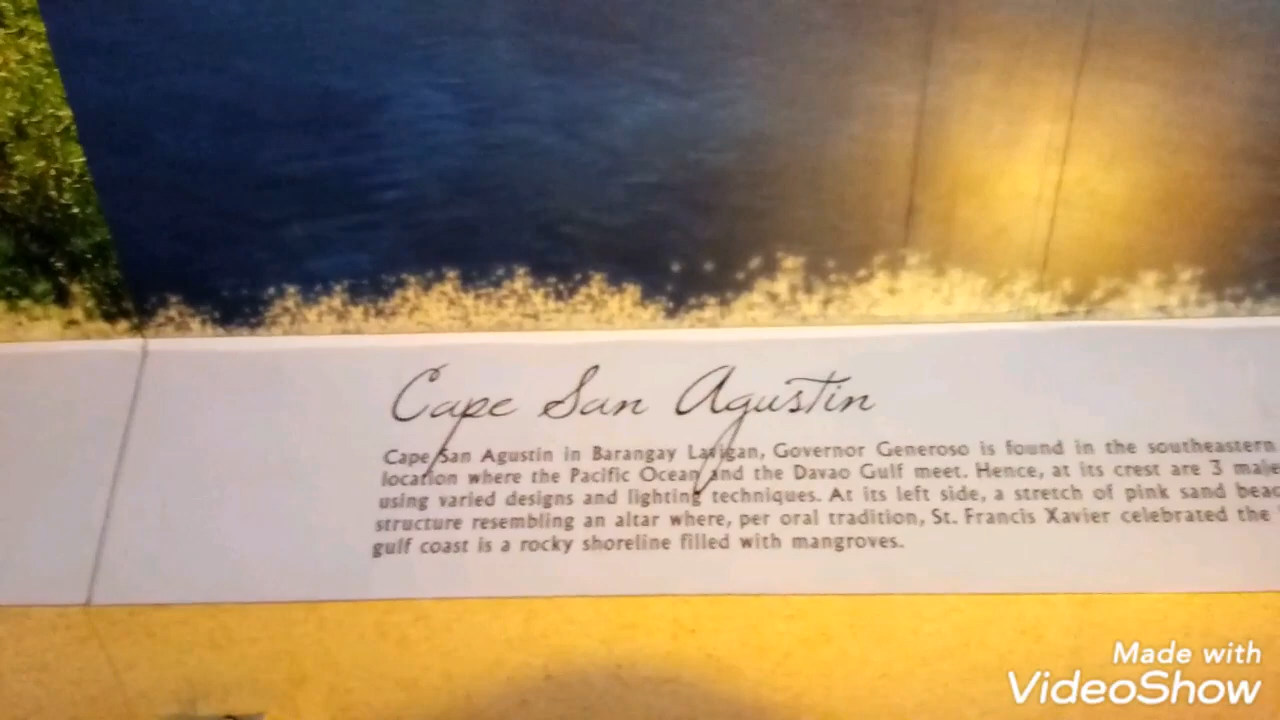 Cape San Agustin
Cape San Agustin in Barangay Lavigan, Governor Generoso is found in the southeastern
location where the Pacific Ocean and the Davao Gulf meet. Hence, at its crest are 3
using varied designs and lighting techniques. At its left side, a stretch of pink sand
structure resembling an altar where, per oral tradition, St. Francis Xavier celebrated the
gulf coast is a rocky shoreline filled with mangroves.
Made with
VideoShow